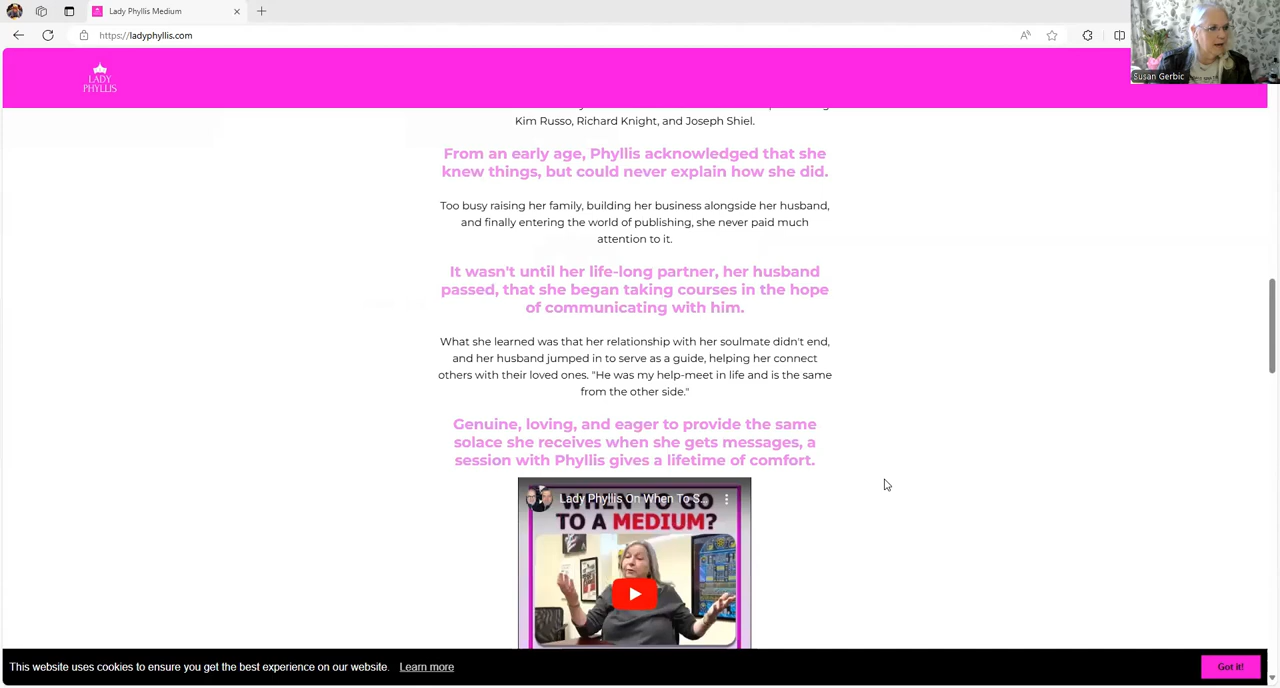 Lady Phyllis Medium
https://ladyphyllis.com
Susan Gerbic
LADY
PHYLLIS
Kim Russo, Richard Knight, and Joseph Shiel.
From an early age, Phyllis acknowledged that she
knew things, but could never explain how she did.
Too busy raising her family, building her business alongside her husband,
and finally entering the world of publishing, she never paid much
attention to it.
It wasn't until her life-long partner, her husband
passed, that she began taking courses in the hope
of communicating with him.
What she learned was that her relationship with her soulmate didn't end,
and her husband jumped in to serve as a guide, helping her connect
others with their loved ones. "He was my help-meet in life and is the same
from the other side."
Genuine, loving, and eager to provide the same
solace she receives when she gets messages, a
session with Phyllis gives a lifetime of comfort.
Lady Phyllis On When To S...
WHEN TO GO
TO A MEDIUM?
This website uses cookies to ensure you get the best experience on our website. Learn more
Got it!